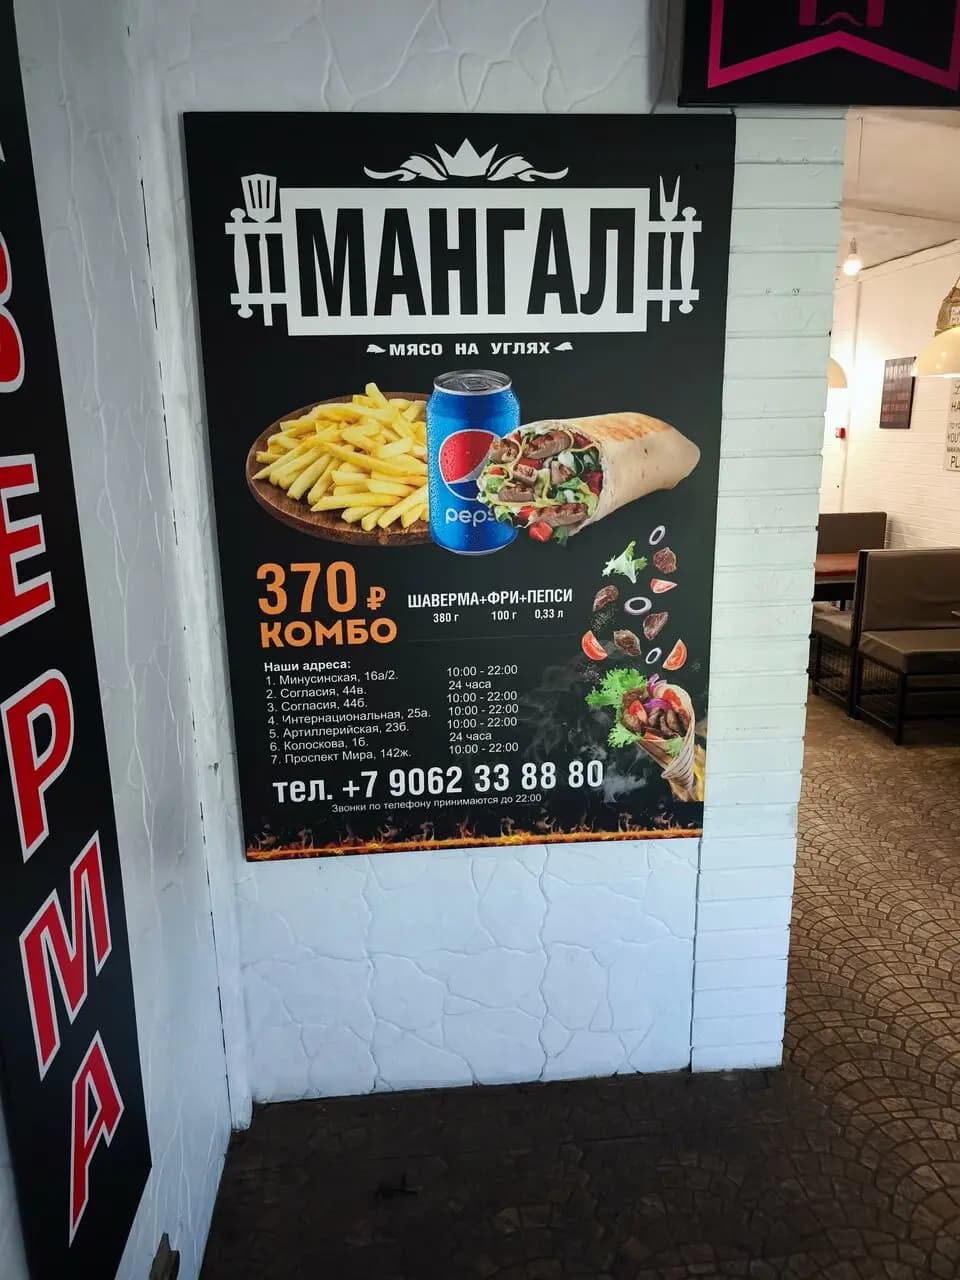 МАНГАЛ
МЯСО НА УГЛЯХ
pepsi
370 ₽
КОМБО
ШАВЕРМА+ФРИ+ПЕПСИ
380 г 100 г 0,33 л
Наши адреса:
1. Минусинская, 16а/2. 10:00 - 22:00
2. Согласия, 44в. 24 часа
3. Согласия, 44б. 10:00 - 22:00
4. Интернациональная, 25а. 10:00 - 22:00
5. Артиллерийская, 23б. 10:00 - 22:00
6. Колоскова, 1б. 24 часа
7. Проспект Мира, 142ж. 10:00 - 22:00
тел. +7 9062 33 88 80
Звонки по телефону принимаются до 22:00
ВЕРМА